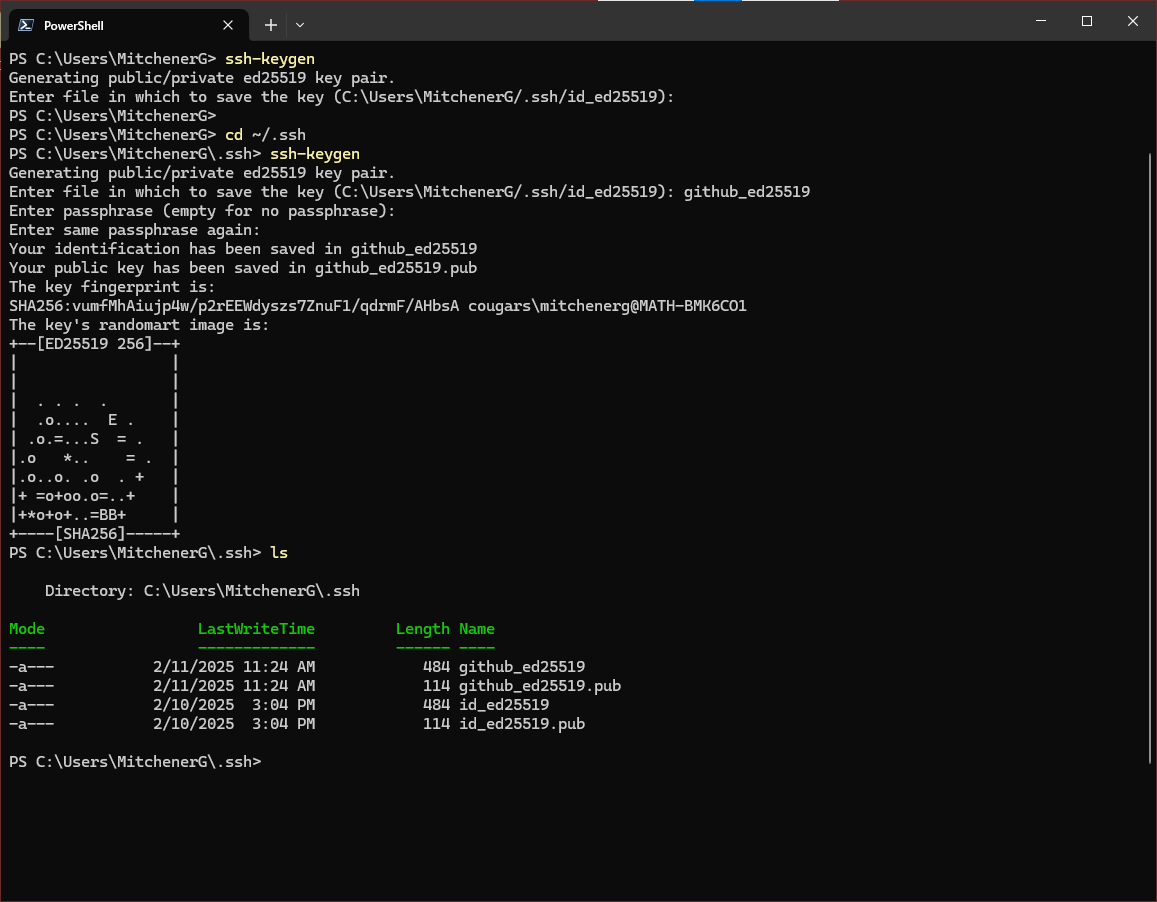 PowerShell
PS C:\Users\MitchenerG> ssh-keygen
Generating public/private ed25519 key pair.
Enter file in which to save the key (C:\Users\MitchenerG/.ssh/id_ed25519):
PS C:\Users\MitchenerG>
PS C:\Users\MitchenerG> cd ~/.ssh
PS C:\Users\MitchenerG\.ssh> ssh-keygen
Generating public/private ed25519 key pair.
Enter file in which to save the key (C:\Users\MitchenerG/.ssh/id_ed25519): github_ed25519
Enter passphrase (empty for no passphrase):
Enter same passphrase again:
Your identification has been saved in github_ed25519
Your public key has been saved in github_ed25519.pub
The key fingerprint is:
SHA256:vumfMhAiujp4w/p2rEEWdyszs7ZnuF1/qdrmF/AHbsA cougars\mitchenerg@MATH-BMK6CO1
The key's randomart image is:
+--[ED25519 256]--+
|                 |
|                 |
|  . . .  .       |
|  .o....  E .    |
| .o.=...S  = .   |
|.o   *..    = .  |
|.o..o. .o  . +   |
|+ =o+oo.o=..+    |
|+*o+o+..=BB+     |
+----[SHA256]-----+
PS C:\Users\MitchenerG\.ssh> ls
    Directory: C:\Users\MitchenerG\.ssh
Mode                 LastWriteTime         Length Name
----                 -------------         ------ ----
-a---           2/11/2025 11:24 AM            484 github_ed25519
-a---           2/11/2025 11:24 AM            114 github_ed25519.pub
-a---           2/10/2025  3:04 PM            484 id_ed25519
-a---           2/10/2025  3:04 PM            114 id_ed25519.pub
PS C:\Users\MitchenerG\.ssh>